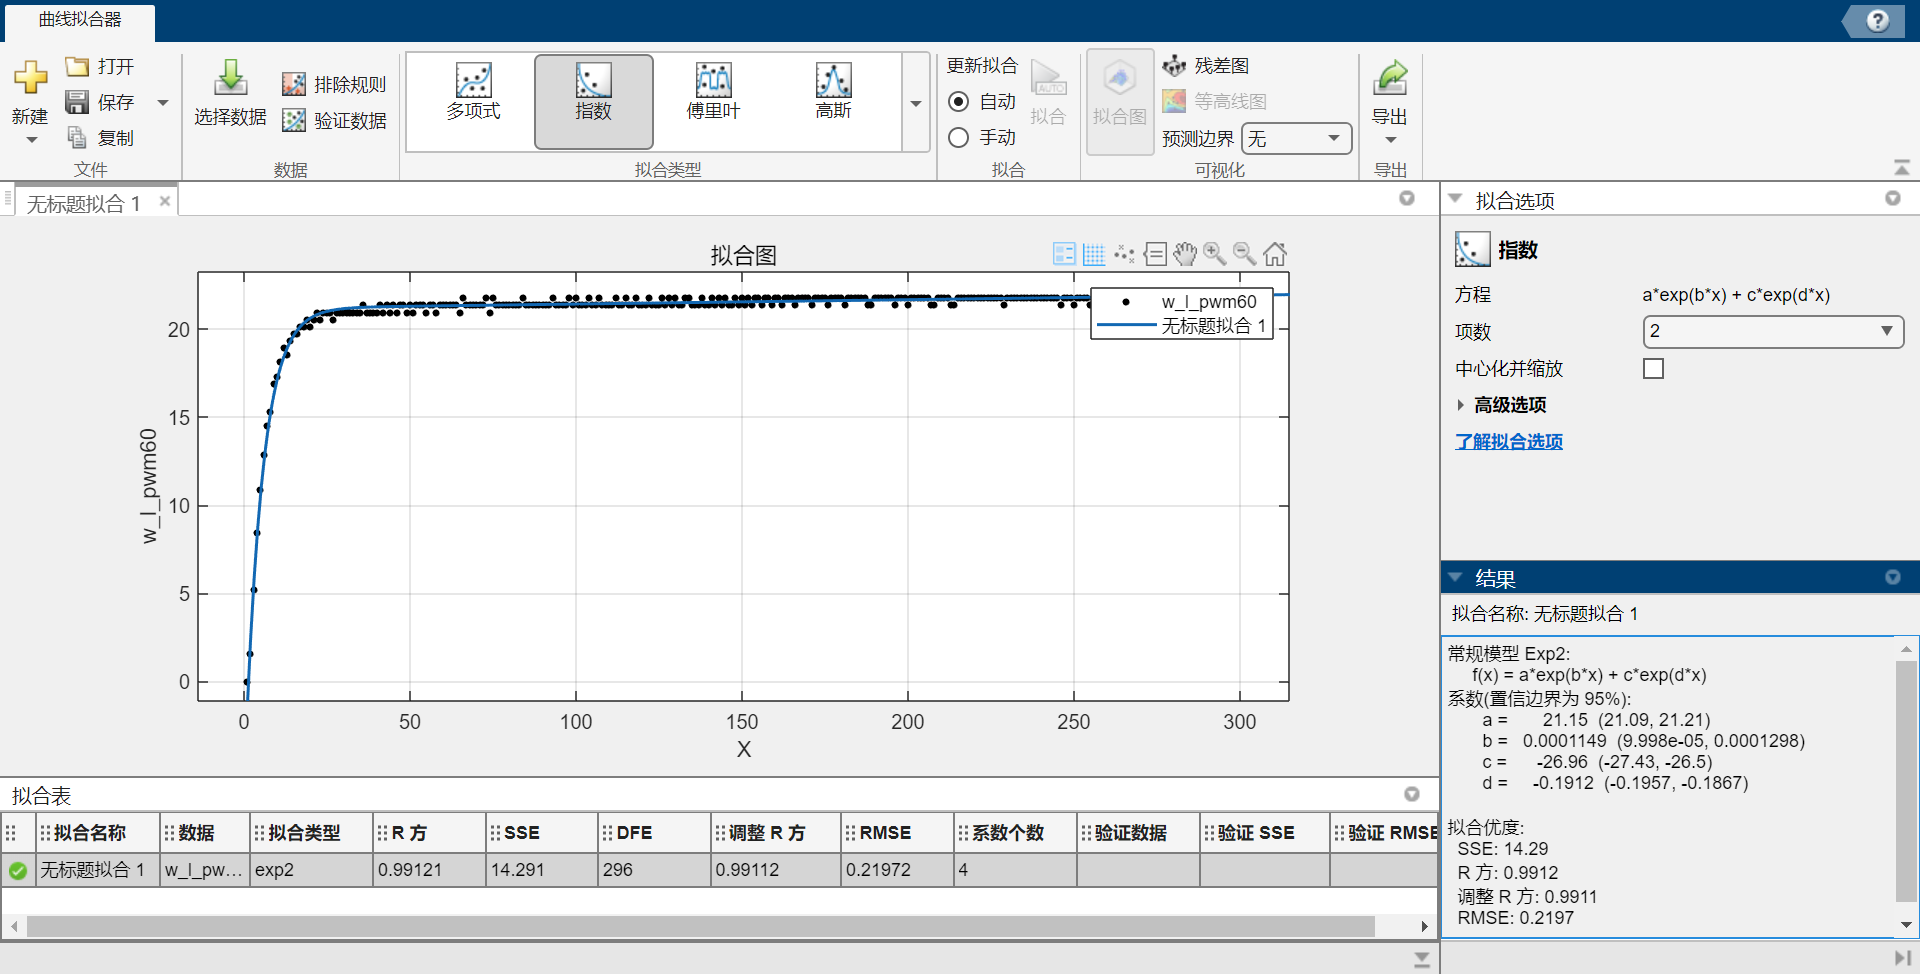 曲线拟合器
新建
打开
保存
复制
文件
选择数据
排除规则
验证数据
数据
多项式
指数
傅里叶
高斯
拟合类型
更新拟合
自动
手动
AUTO
拟合
拟合
拟合图
残差图
等高线图
预测边界 无
可视化
导出
导出
无标题拟合 1
拟合图
w_l_pwm60
无标题拟合 1
w_l_pwm60
20
15
10
5
0
0 50 100 150 200 250 300
X
拟合表
拟合名称 数据 拟合类型 R 方 SSE DFE 调整 R 方 RMSE 系数个数 验证数据 验证 SSE 验证 RMSE
无标题拟合 1 w_l_pw... exp2 0.99121 14.291 296 0.99112 0.21972 4
拟合选项
指数
方程 a*exp(b*x) + c*exp(d*x)
项数 2
中心化并缩放
高级选项
了解拟合选项
结果
拟合名称: 无标题拟合 1
常规模型 Exp2:
f(x) = a*exp(b*x) + c*exp(d*x)
系数(置信边界为 95%):
a = 21.15 (21.09, 21.21)
b = 0.0001149 (9.998e-05, 0.0001298)
c = -26.96 (-27.43, -26.5)
d = -0.1912 (-0.1957, -0.1867)
拟合优度:
SSE: 14.29
R 方: 0.9912
调整 R 方: 0.9911
RMSE: 0.2197